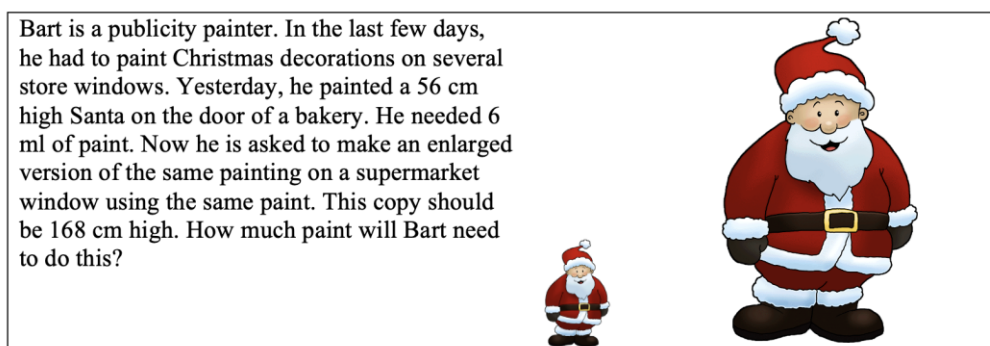 Bart is a publicity painter. In the last few days,
he had to paint Christmas decorations on several
store windows. Yesterday, he painted a 56 cm
high Santa on the door of a bakery. He needed 6
ml of paint. Now he is asked to make an enlarged
version of the same painting on a supermarket
window using the same paint. This copy should
be 168 cm high. How much paint will Bart need
to do this?